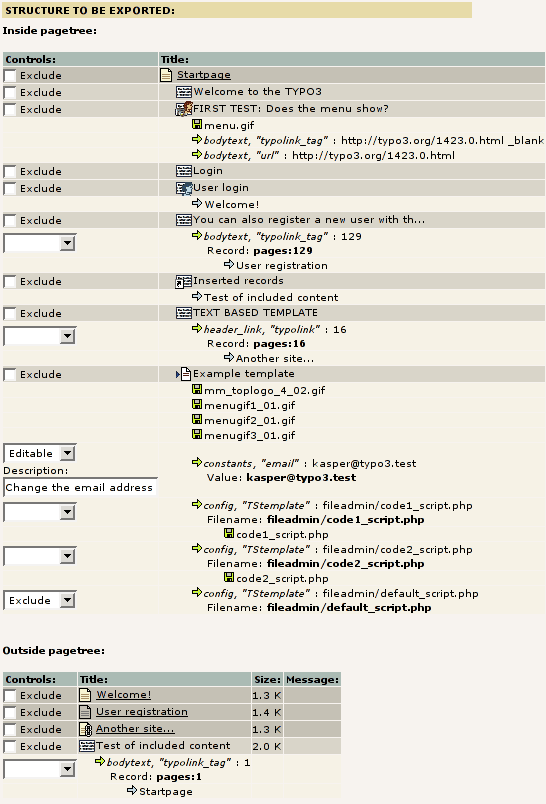 STRUCTURE TO BE EXPORTED:
Inside pagetree:
Controls: Title:
Exclude Startpage
Exclude Welcome to the TYPO3
Exclude FIRST TEST: Does the menu show?
menu.gif
bodytext, "typolink_tag" : http://typo3.org/1423.0.html _blank
bodytext, "url" : http://typo3.org/1423.0.html
Exclude Login
Exclude User login
Welcome!
Exclude You can also register a new user with th...
bodytext, "typolink_tag" : 129
Record: pages:129
User registration
Exclude Inserted records
Test of included content
Exclude TEXT BASED TEMPLATE
header_link, "typolink" : 16
Record: pages:16
Another site...
Exclude Example template
mm_toplogo_4_02.gif
menugif1_01.gif
menugif2_01.gif
menugif3_01.gif
Editable constants, "email" : kasper@typo3.test
Description: Value: kasper@typo3.test
Change the email address
config, "TStemplate" : fileadmin/code1_script.php
Filename: fileadmin/code1_script.php
code1_script.php
config, "TStemplate" : fileadmin/code2_script.php
Filename: fileadmin/code2_script.php
code2_script.php
Exclude config, "TStemplate" : fileadmin/default_script.php
Filename: fileadmin/default_script.php
Outside pagetree:
Controls: Title: Size: Message:
Exclude Welcome! 1.3 K
Exclude User registration 1.4 K
Exclude Another site... 1.3 K
Exclude Test of included content 2.0 K
bodytext, "typolink_tag" : 1
Record: pages:1
Startpage